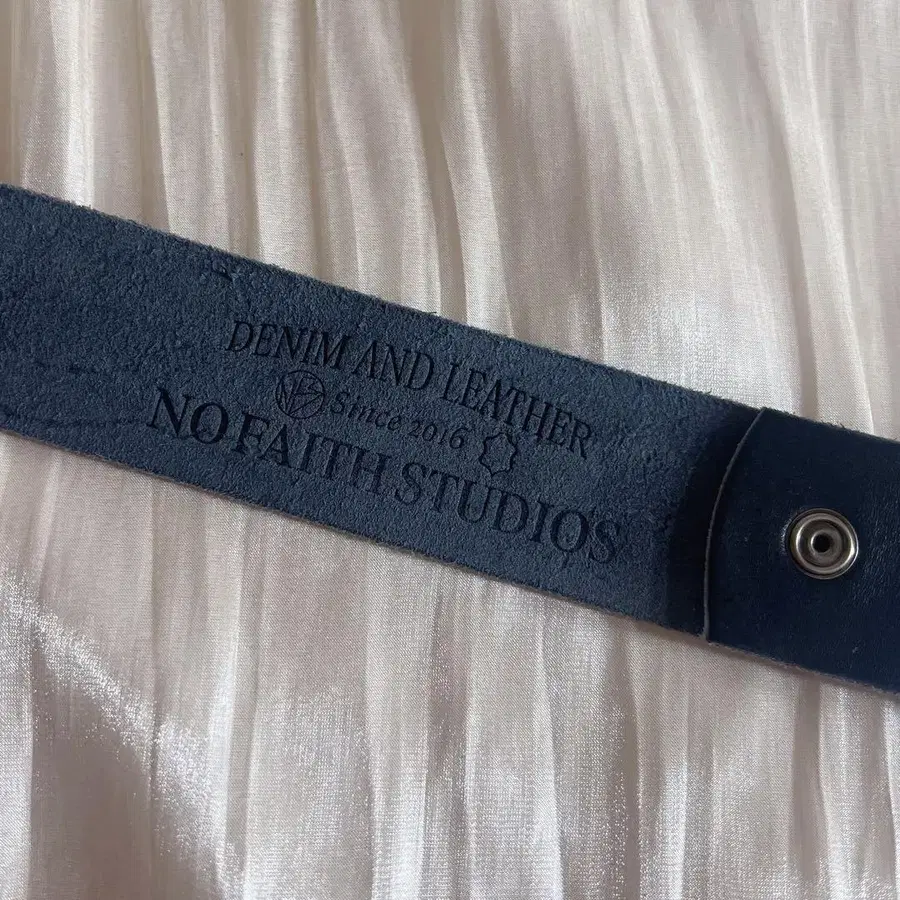 DENIM AND LEATHER
Since 2016
NO FAITH STUDIOS